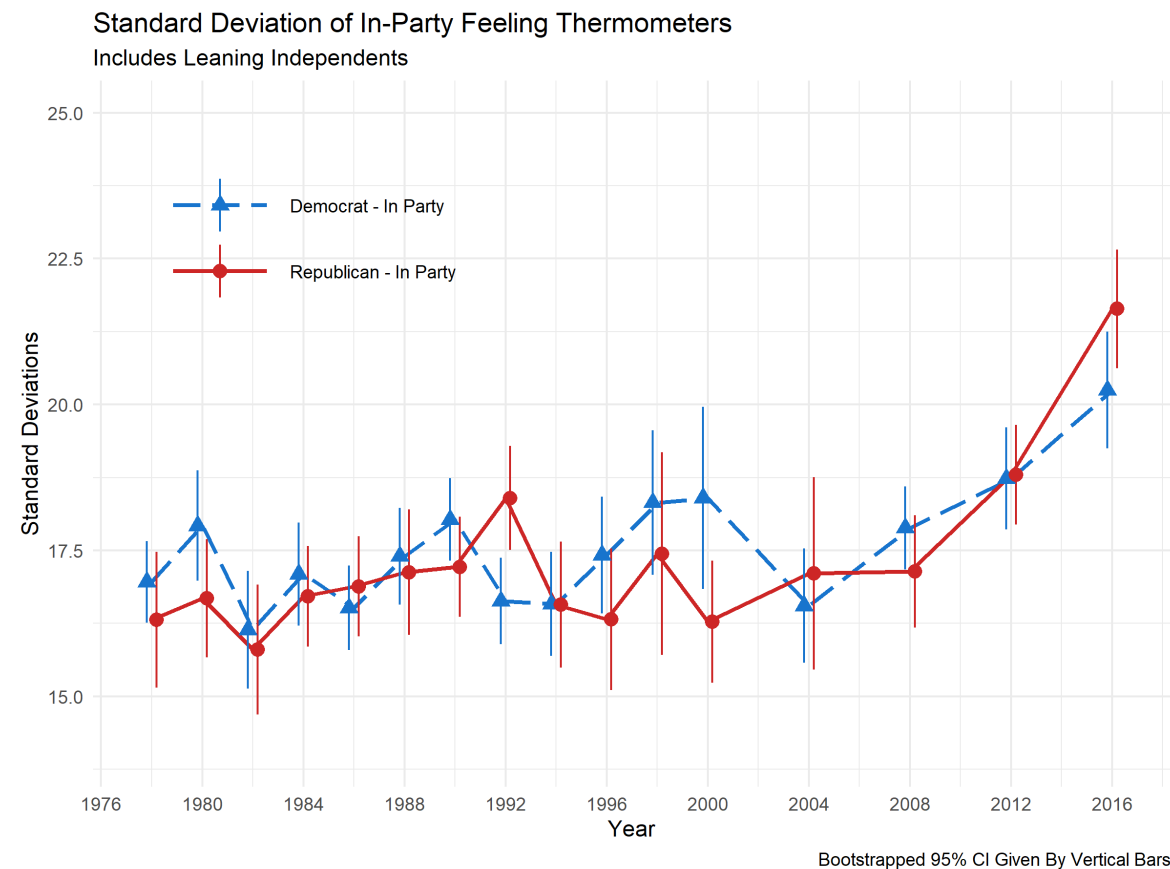 Standard Deviation of In-Party Feeling Thermometers
Includes Leaning Independents
25.0
22.5
20.0
17.5
15.0
Standard Deviations
Democrat - In Party
Republican - In Party
1976 1980 1984 1988 1992 1996 2000 2004 2008 2012 2016
Year
Bootstrapped 95% CI Given By Vertical Bars